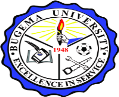 BUGEMA UNIVERSITY
1948
EXCELLENCE IN SERVICE